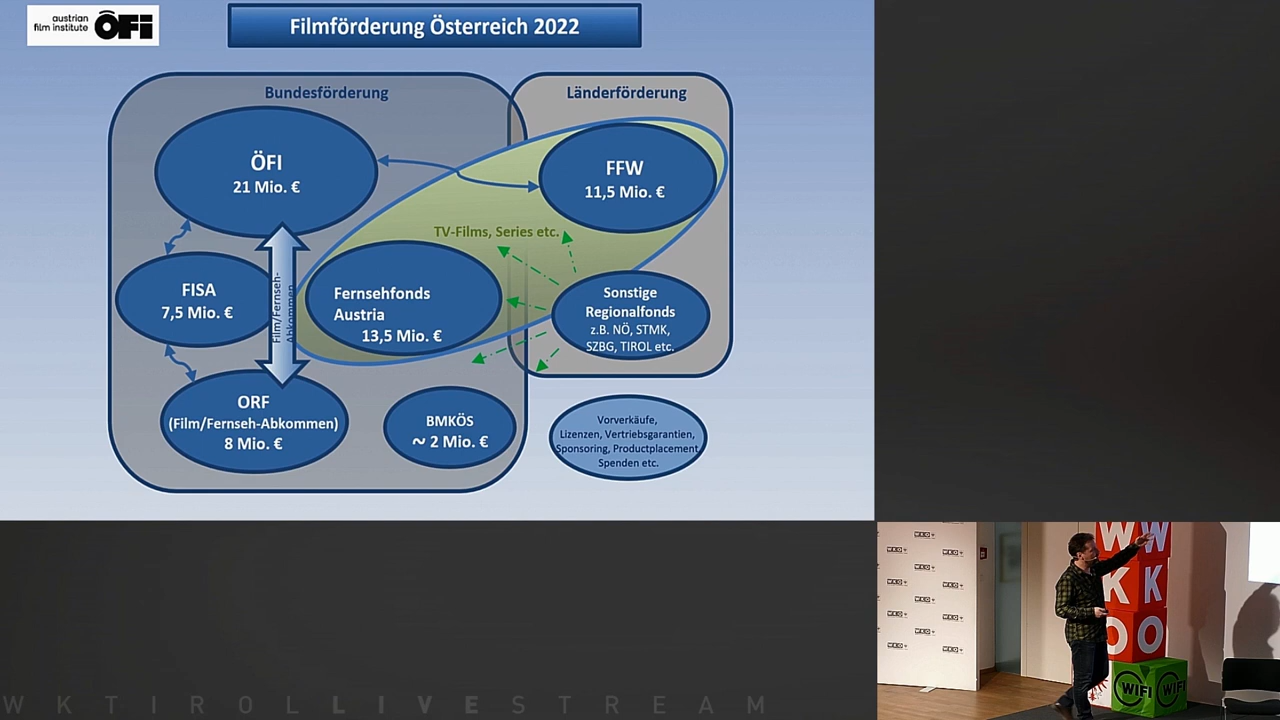 austrian
film institute
ÖFi
Filmförderung Österreich 2022
Bundesförderung
Länderförderung
ÖFI
21 Mio. €
FFW
11,5 Mio. €
TV-Films, Series etc.
FISA
7,5 Mio. €
Film/Fernseh-
Abkommen
Fernsehfonds
Austria
13,5 Mio. €
Sonstige
Regionalfonds
z.B. NÖ, STMK,
SZBG, TIROL etc.
ORF
(Film/Fernseh-Abkommen)
8 Mio. €
BMKÖS
~ 2 Mio. €
Vorverkäufe,
Lizenzen, Vertriebsgarantien,
Sponsoring, Productplacement,
Spenden etc.
W W
K K
O O
WIFI WIFI
WKTIROLLIVESTREAM